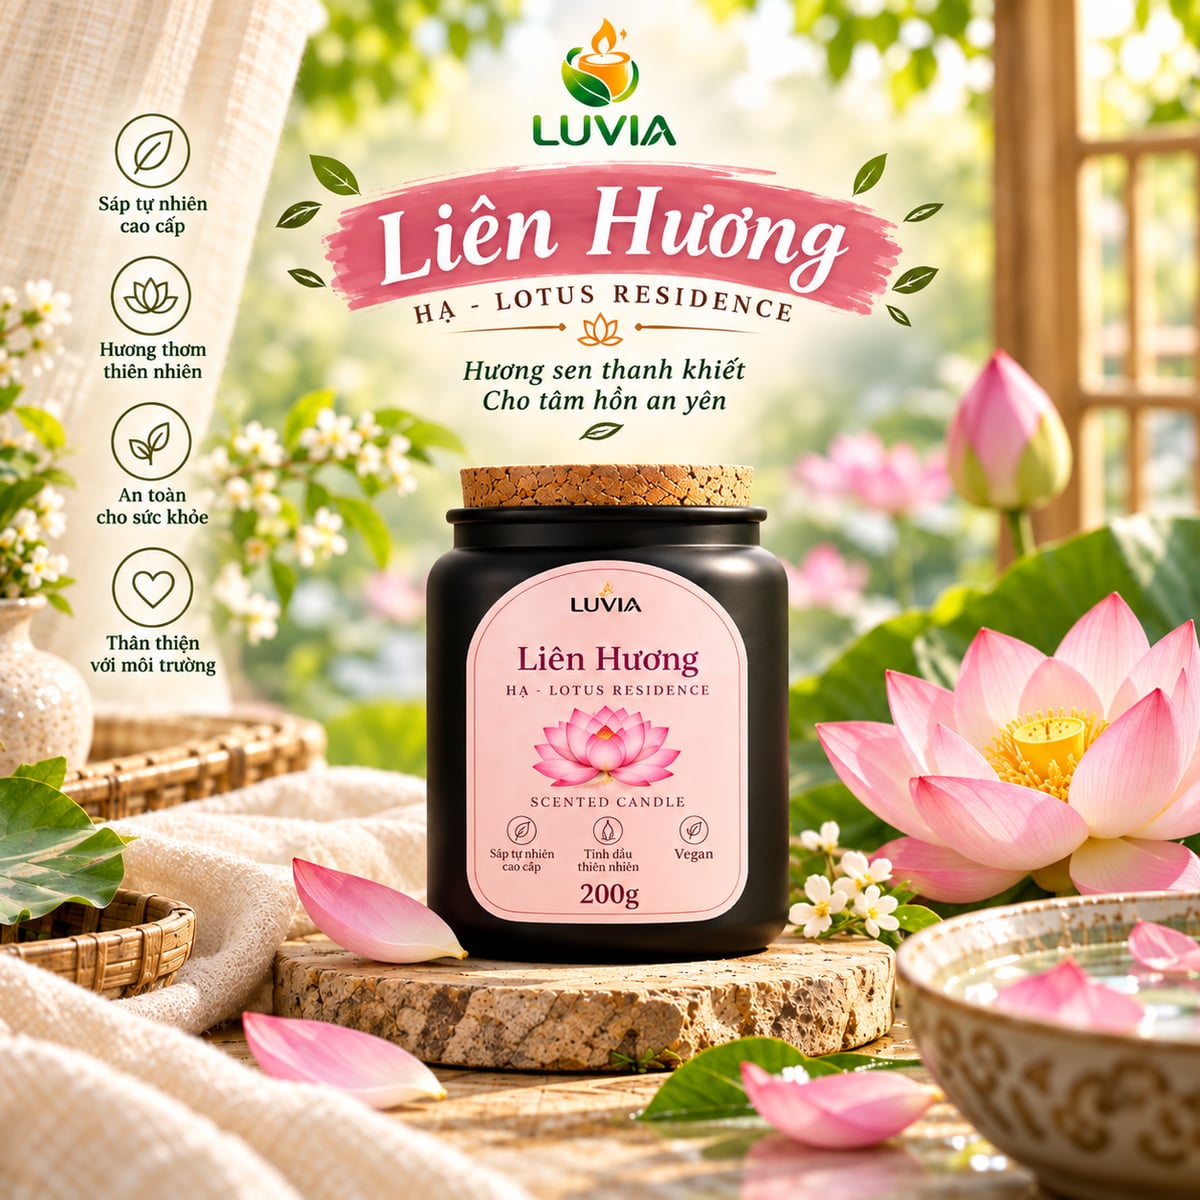 LUVIA
Liên Hương
HẠ - LOTUS RESIDENCE
Hương sen thanh khiết
Cho tâm hồn an yên
Sáp tự nhiên
cao cấp
Hương thơm
thiên nhiên
An toàn
cho sức khỏe
Thân thiện
với môi trường
LUVIA
Liên Hương
HẠ - LOTUS RESIDENCE
SCENTED CANDLE
Sáp tự nhiên
cao cấp
Tinh dầu
thiên nhiên
Vegan
200g